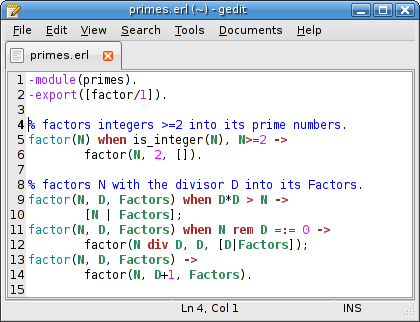 primes.erl (~) - gedit
File Edit View Search Tools Documents Help
primes.erl
1 -module(primes).
2 -export([factor/1]).
3
4 % factors integers >=2 into its prime numbers.
5 factor(N) when is_integer(N), N>=2 ->
6 factor(N, 2, []).
7
8 % factors N with the divisor D into its Factors.
9 factor(N, D, Factors) when D*D > N ->
10 [N | Factors];
11 factor(N, D, Factors) when N rem D =:= 0 ->
12 factor(N div D, D, [D|Factors]);
13 factor(N, D, Factors) ->
14 factor(N, D+1, Factors).
15
Ln 4, Col 1 INS